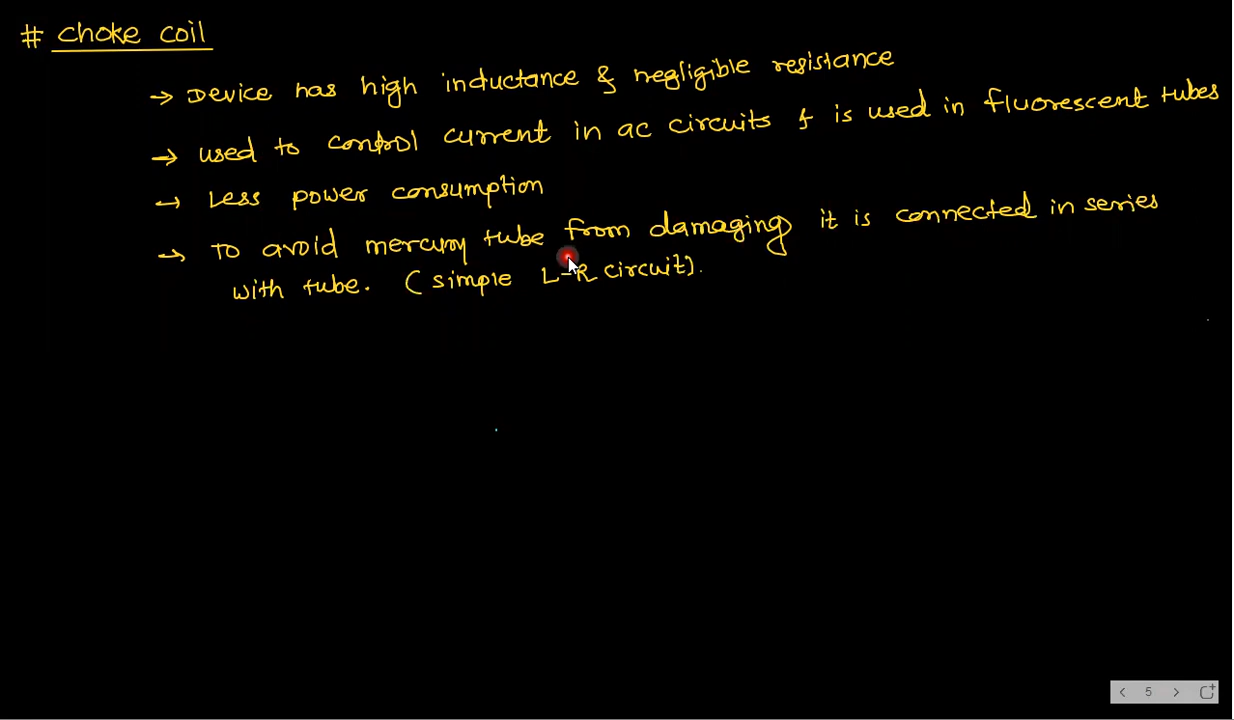 # choke coil
→ Device has high inductance & negligible resistance
→ used to control current in ac circuits & is used in fluorescent tubes
→ Less power consumption
→ To avoid mercury tube from damaging it is connected in series
with tube. (simple L-R circuit).
< 5 >